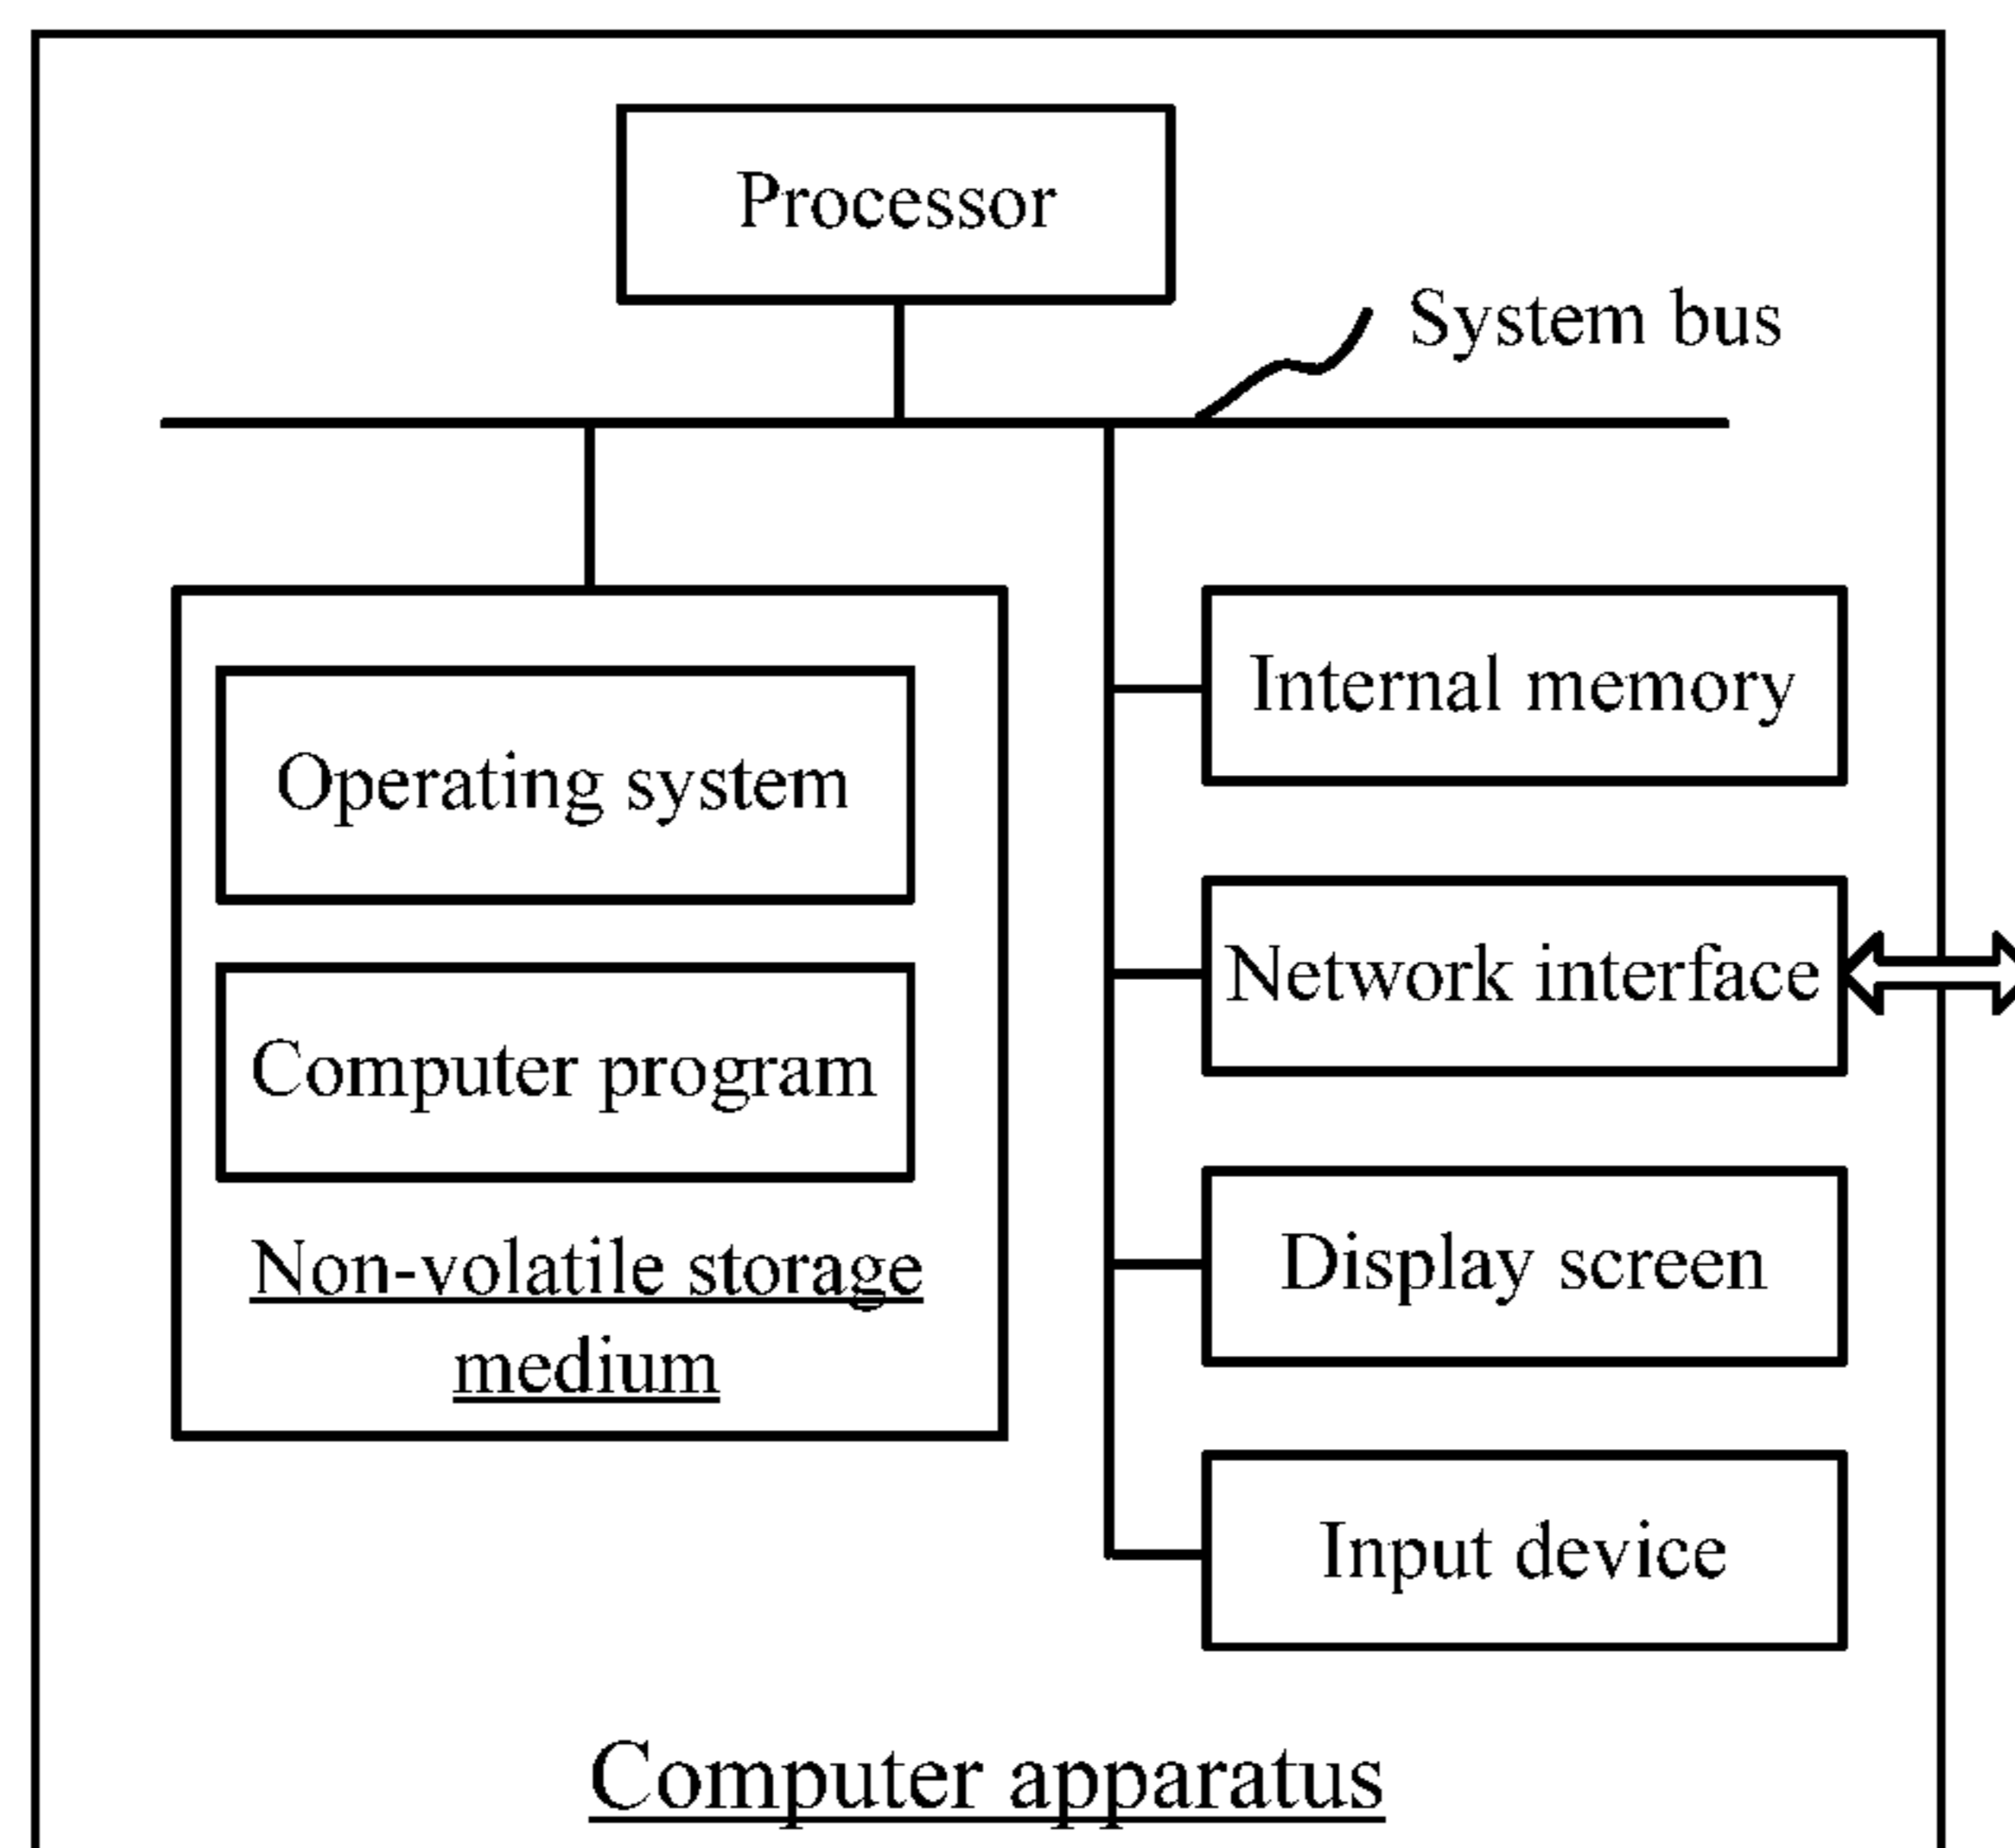 Processor
System bus
Operating system
Computer program
Non-volatile storage
medium
Internal memory
Network interface
Display screen
Input device
Computer apparatus